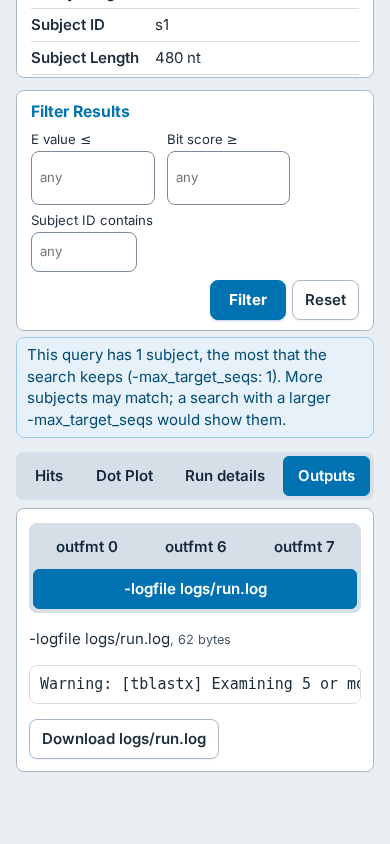 Subject ID s1
Subject Length 480 nt
Filter Results
E value ≤ Bit score ≥
any any
Subject ID contains
any
Filter Reset
This query has 1 subject, the most that the
search keeps (-max_target_seqs: 1). More
subjects may match; a search with a larger
-max_target_seqs would show them.
Hits Dot Plot Run details Outputs
outfmt 0 outfmt 6 outfmt 7
-logfile logs/run.log
-logfile logs/run.log, 62 bytes
Warning: [tblastx] Examining 5 or
Download logs/run.log